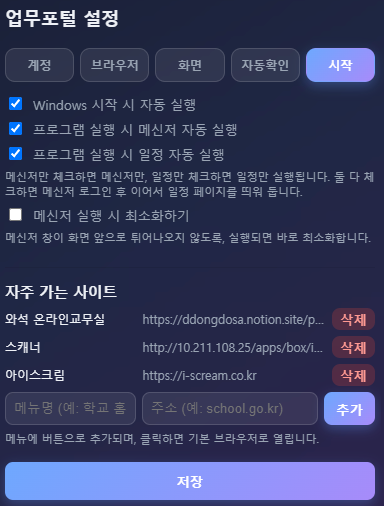 업무포털 설정
계정 브라우저 화면 자동확인 시작
Windows 시작 시 자동 실행
프로그램 실행 시 메신저 자동 실행
프로그램 실행 시 일정 자동 실행
메신저만 체크하면 메신저만, 일정만 체크하면 일정만 실행됩니다. 둘 다 체
크하면 메신저 로그인 후 이어서 일정 페이지를 띄워 둡니다.
메신저 실행 시 최소화하기
메신저 창이 화면 앞으로 튀어나오지 않도록, 실행되면 바로 최소화합니다.
자주 가는 사이트
와석 온라인교무실 https://ddongdosa.notion.site/p... 삭제
스캐너 http://10.211.108.25/apps/box/i... 삭제
아이스크림 https://i-scream.co.kr 삭제
메뉴명 (예: 학교 홈 주소 (예: school.go.kr) 추가
메뉴에 버튼으로 추가되며, 클릭하면 기본 브라우저로 열립니다.
저장